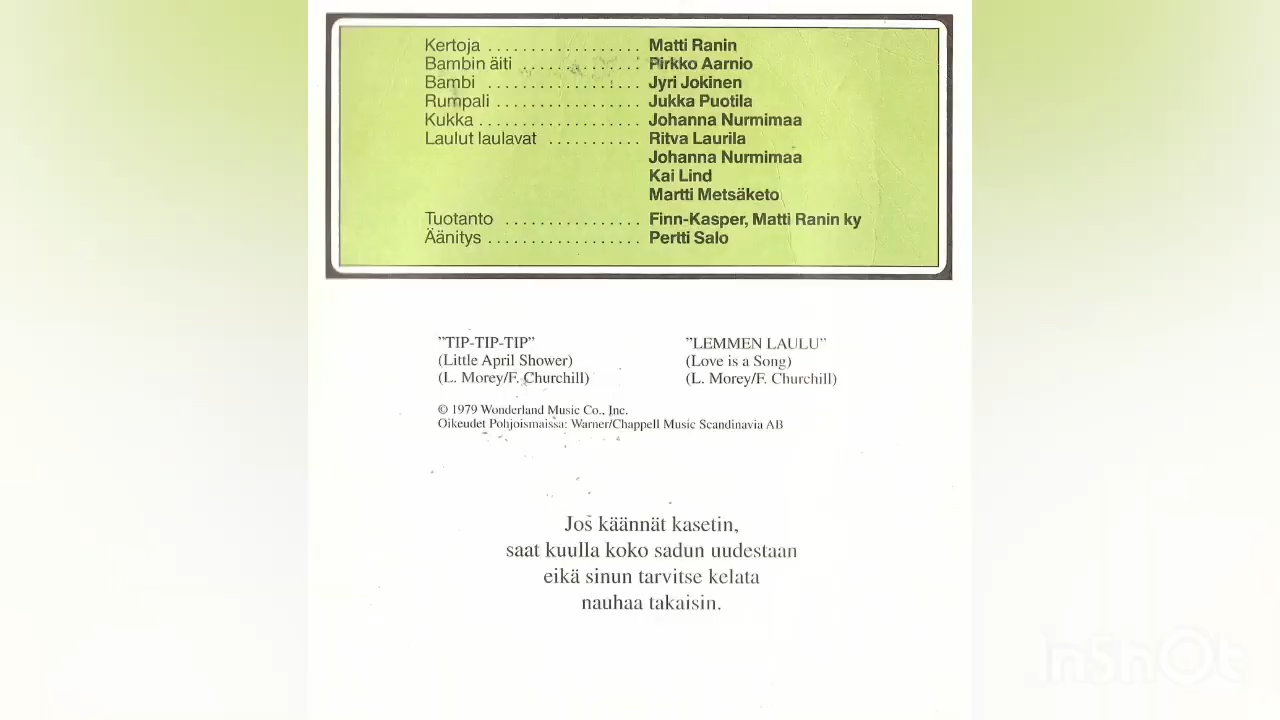 Kertoja . . . . . . . . . . . . . . . . . . Matti Ranin
Bambin äiti . . . . . . . . . . . . . . Pirkko Aarnio
Bambi . . . . . . . . . . . . . . . . . . Jyri Jokinen
Rumpali . . . . . . . . . . . . . . . . . Jukka Puotila
Kukka . . . . . . . . . . . . . . . . . . . Johanna Nurmimaa
Laulut laulavat . . . . . . . . . . . Ritva Laurila
Johanna Nurmimaa
Kai Lind
Martti Metsäketo
Tuotanto . . . . . . . . . . . . . . . . Finn-Kasper, Matti Ranin ky
Äänitys . . . . . . . . . . . . . . . . . . Pertti Salo
”TIP-TIP-TIP”
(Little April Shower)
(L. Morey/F. Churchill)
”LEMMEN LAULU”
(Love is a Song)
(L. Morey/F. Churchill)
© 1979 Wonderland Music Co., Inc.
Oikeudet Pohjoismaissa: Warner/Chappell Music Scandinavia AB
Jos käännät kasetin,
saat kuulla koko sadun uudestaan
eikä sinun tarvitse kelata
nauhaa takaisin.
InShOt